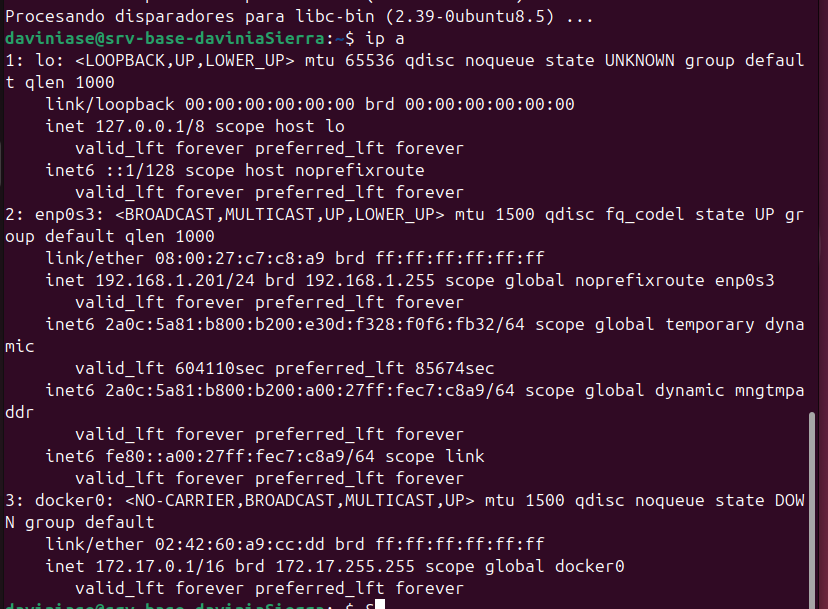 Procesando disparadores para libc-bin (2.39-0ubuntu8.5) ...
daviniase@srv-base-daviniaSierra:~$ ip a
1: lo: <LOOPBACK,UP,LOWER_UP> mtu 65536 qdisc noqueue state UNKNOWN group defaul
t qlen 1000
    link/loopback 00:00:00:00:00:00 brd 00:00:00:00:00:00
    inet 127.0.0.1/8 scope host lo
       valid_lft forever preferred_lft forever
    inet6 ::1/128 scope host noprefixroute
       valid_lft forever preferred_lft forever
2: enp0s3: <BROADCAST,MULTICAST,UP,LOWER_UP> mtu 1500 qdisc fq_codel state UP gr
oup default qlen 1000
    link/ether 08:00:27:c7:c8:a9 brd ff:ff:ff:ff:ff:ff
    inet 192.168.1.201/24 brd 192.168.1.255 scope global noprefixroute enp0s3
       valid_lft forever preferred_lft forever
    inet6 2a0c:5a81:b800:b200:e30d:f328:f0f6:fb32/64 scope global temporary dyna
mic
       valid_lft 604110sec preferred_lft 85674sec
    inet6 2a0c:5a81:b800:b200:a00:27ff:fec7:c8a9/64 scope global dynamic mngtmpa
ddr
       valid_lft forever preferred_lft forever
    inet6 fe80::a00:27ff:fec7:c8a9/64 scope link
       valid_lft forever preferred_lft forever
3: docker0: <NO-CARRIER,BROADCAST,MULTICAST,UP> mtu 1500 qdisc noqueue state DOW
N group default
    link/ether 02:42:60:a9:cc:dd brd ff:ff:ff:ff:ff:ff
    inet 172.17.0.1/16 brd 172.17.255.255 scope global docker0
       valid_lft forever preferred_lft forever
daviniase@srv-base-daviniaSierra:~$